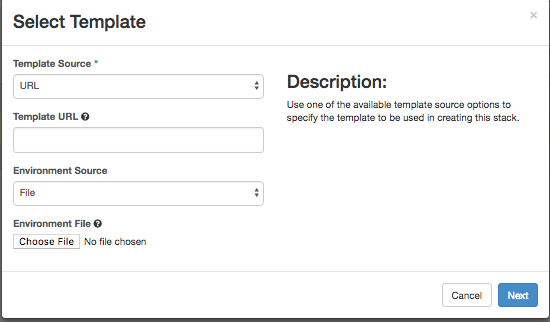 Select Template
×
Template Source *
URL
Template URL ?
Environment Source
File
Environment File ?
Choose File No file chosen
Description:
Use one of the available template source options to
specify the template to be used in creating this stack.
Cancel
Next